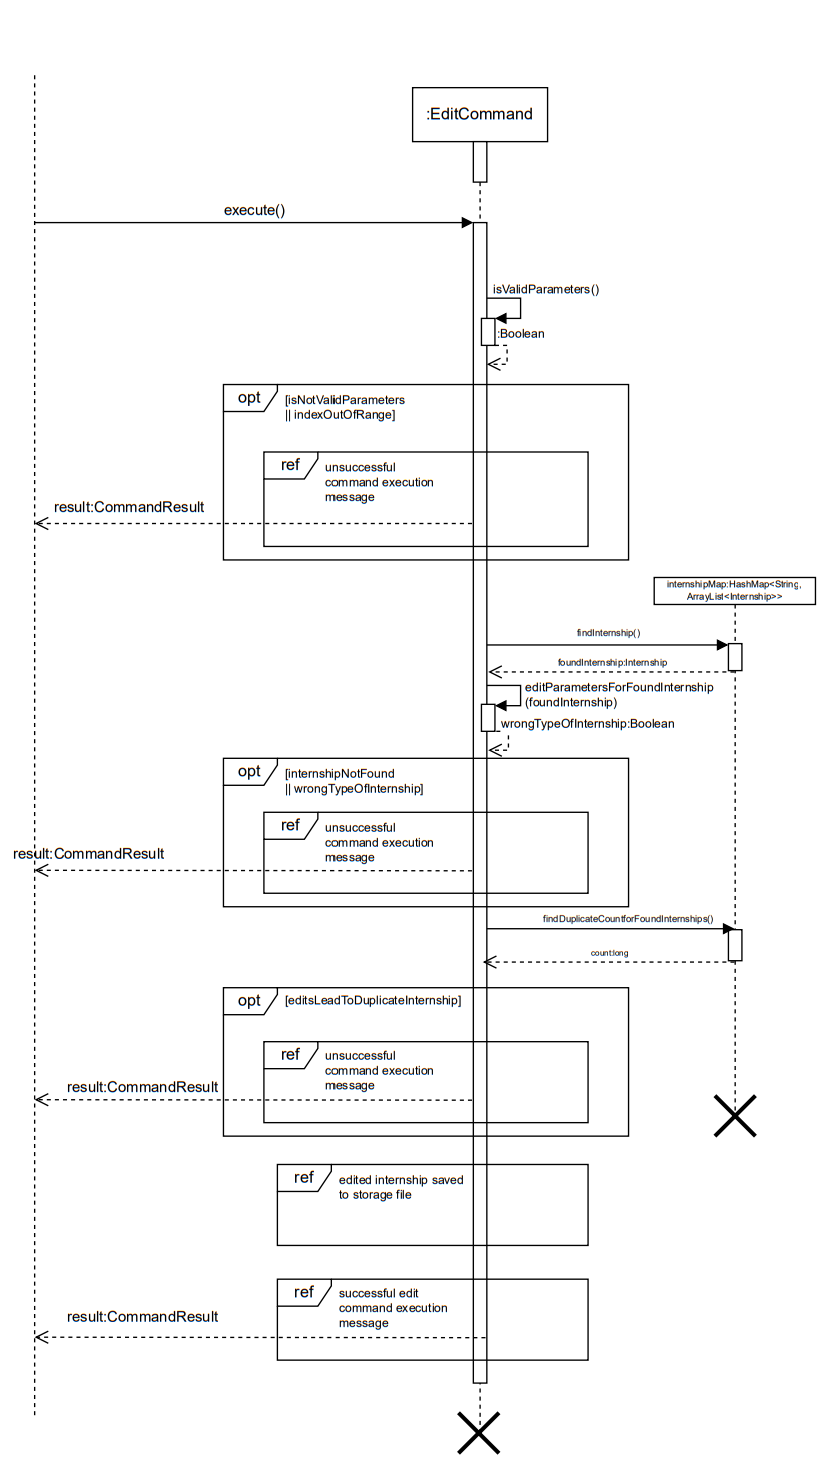 :EditCommand
execute()
isValidParameters()
:Boolean
opt
[isNotValidParameters
|| indexOutOfRange]
ref
unsuccessful
command execution
message
result:CommandResult
internshipMap:HashMap<String,
ArrayList<Internship>>
findInternship()
foundInternship:Internship
editParametersForFoundInternship
(foundInternship)
wrongTypeOfInternship:Boolean
opt
[internshipNotFound
|| wrongTypeOfInternship]
ref
unsuccessful
command execution
message
result:CommandResult
findDuplicateCountforFoundInternships()
count:long
opt
[editsLeadToDuplicateInternship]
ref
unsuccessful
command execution
message
result:CommandResult
ref
edited internship saved
to storage file
ref
successful edit
command execution
message
result:CommandResult